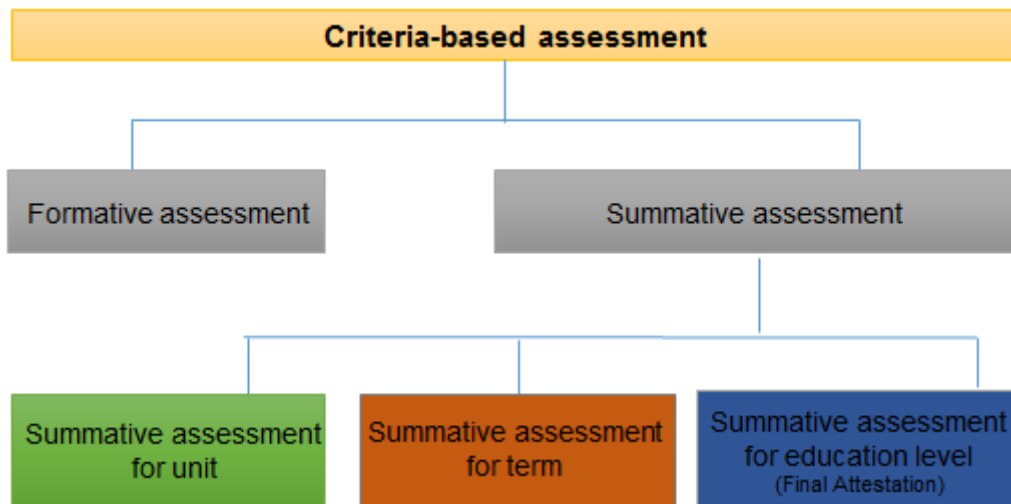 Criteria-based assessment
Formative assessment
Summative assessment
Summative assessment
for unit
Summative assessment
for term
Summative assessment
for education level
(Final Attestation)